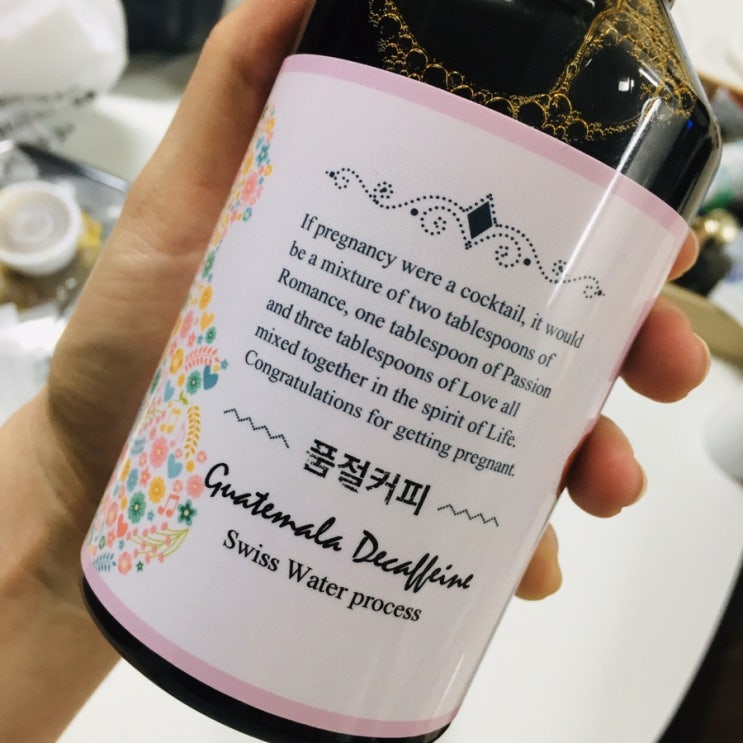 If pregnancy were a cocktail, it would
be a mixture of two tablespoons of
Romance, one tablespoon of Passion
and three tablespoons of Love all
mixed together in the spirit of Life.
Congratulations for getting pregnant.
품절커피
Guatemala Decaffeine
Swiss Water process